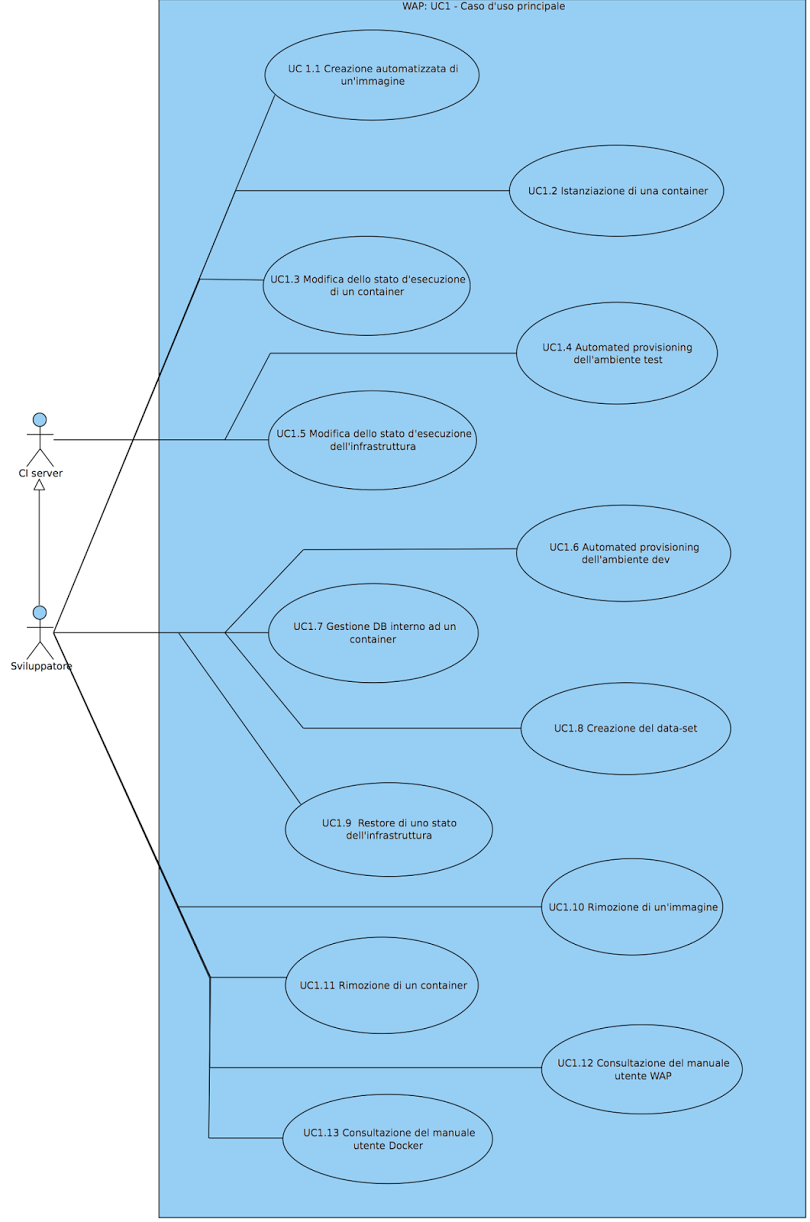 WAP: UC1 - Caso d'uso principale
UC 1.1 Creazione automatizzata di
un'immagine
UC1.2 Istanziazione di una container
UC1.3 Modifica dello stato d'esecuzione
di un container
UC1.4 Automated provisioning
dell'ambiente test
UC1.5 Modifica dello stato d'esecuzione
dell'infrastruttura
CI server
UC1.6 Automated provisioning
dell'ambiente dev
UC1.7 Gestione DB interno ad un
container
Sviluppatore
UC1.8 Creazione del data-set
UC1.9  Restore di uno stato
dell'infrastruttura
UC1.10 Rimozione di un'immagine
UC1.11 Rimozione di un container
UC1.12 Consultazione del manuale
utente WAP
UC1.13 Consultazione del manuale
utente Docker